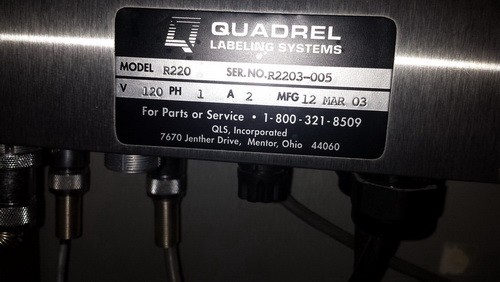 QUADREL
LABELING SYSTEMS
MODEL R220 SER.NO. R2203-005
V 120 PH 1 A 2 MFG 12 MAR 03
For Parts or Service • 1-800-321-8509
QLS, Incorporated
7670 Jenther Drive, Mentor, Ohio 44060